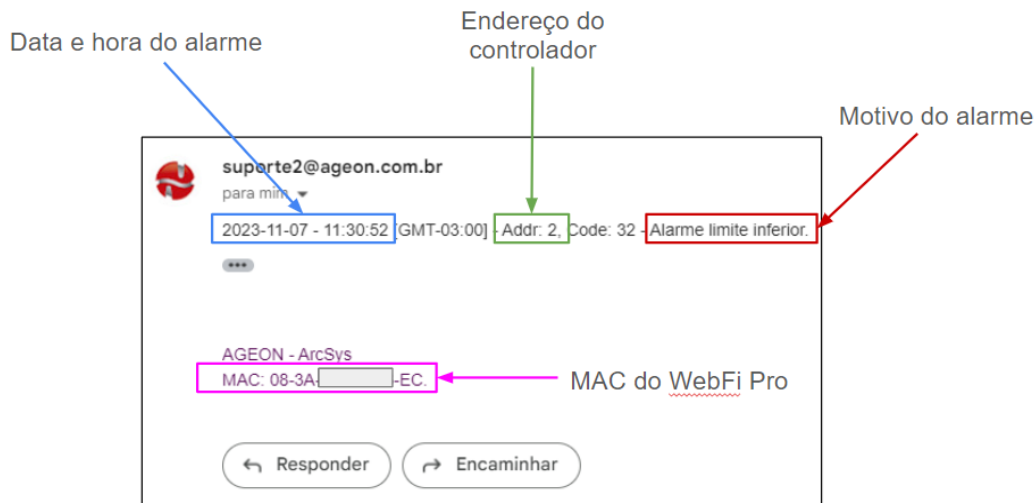 Endereço do
controlador
Data e hora do alarme
Motivo do alarme
suporte2@ageon.com.br
para mim
2023-11-07 - 11:30:52 [GMT-03:00] - Addr: 2, Code: 32 - Alarme limite inferior.
AGEON - ArcSys
MAC: 08-3A- -EC.
MAC do WebFi Pro
Responder
Encaminhar